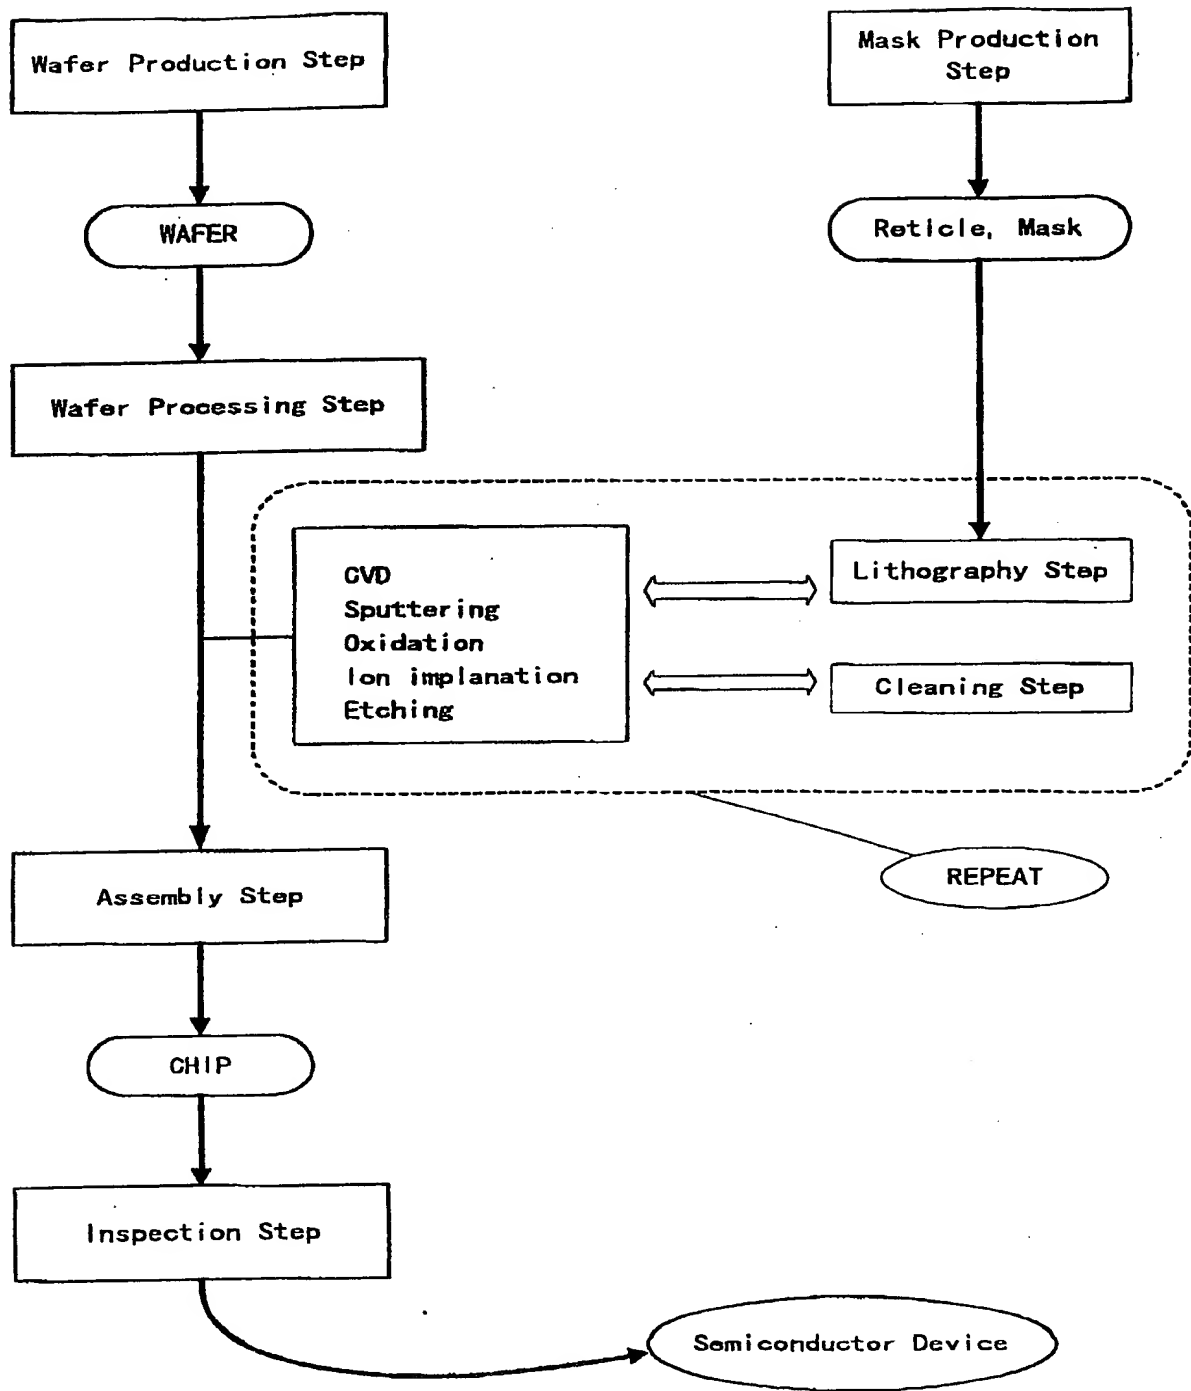 Wafer Production Step
Mask Production
Step
WAFER
Reticle, Mask
Wafer Processing Step
CVD
Sputtering
Oxidation
Ion implanation
Etching
Lithography Step
Cleaning Step
REPEAT
Assembly Step
CHIP
Inspection Step
Semiconductor Device